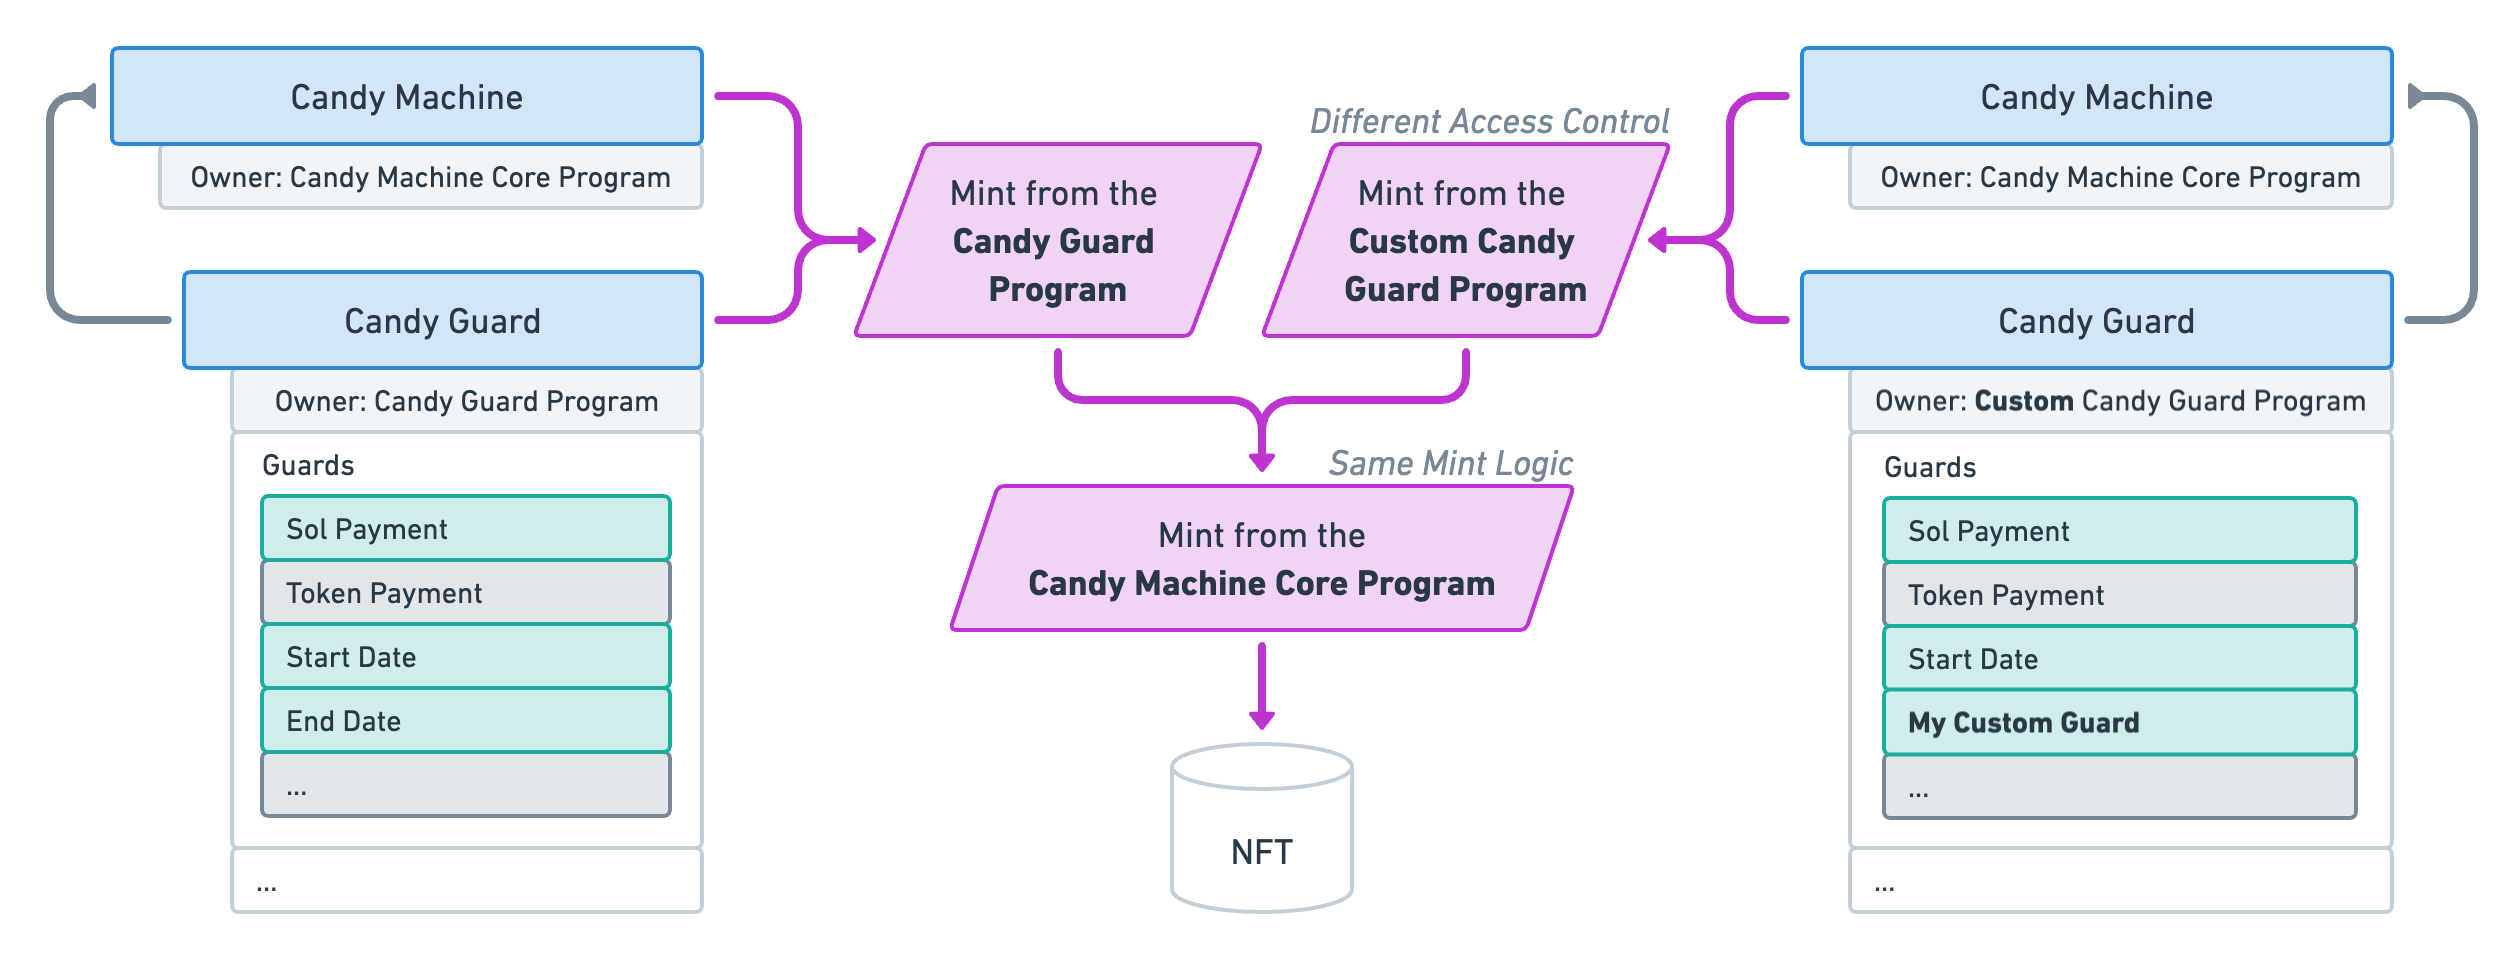 Candy Machine
Owner: Candy Machine Core Program
Candy Guard
Owner: Candy Guard Program
Guards
Sol Payment
Token Payment
Start Date
End Date
...
...
Mint from the
Candy Guard
Program
Different Access Control
Mint from the
Custom Candy
Guard Program
Same Mint Logic
Mint from the
Candy Machine Core Program
NFT
Candy Machine
Owner: Candy Machine Core Program
Candy Guard
Owner: Custom Candy Guard Program
Guards
Sol Payment
Token Payment
Start Date
My Custom Guard
...
...